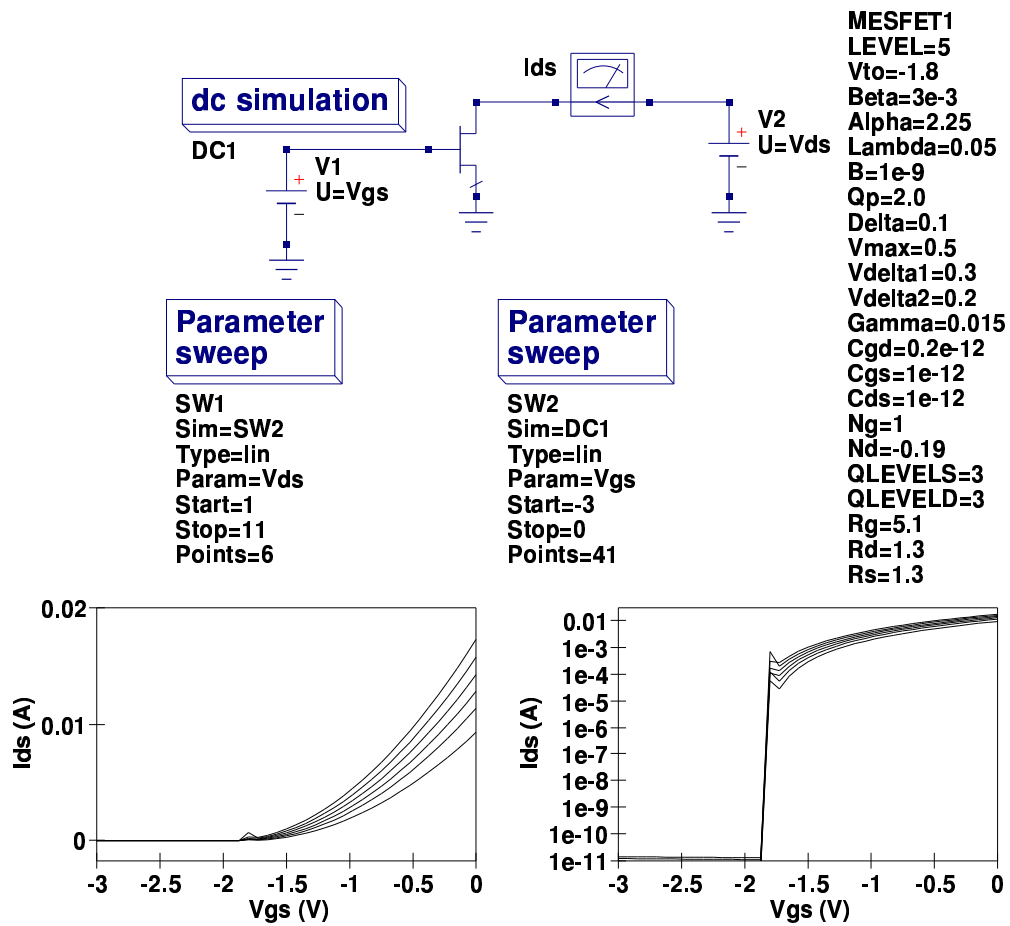 MESFET1
LEVEL=5
Vto=-1.8
Beta=3e-3
Alpha=2.25
Lambda=0.05
B=1e-9
Qp=2.0
Delta=0.1
Vmax=0.5
Vdelta1=0.3
Vdelta2=0.2
Gamma=0.015
Cgd=0.2e-12
Cgs=1e-12
Cds=1e-12
Ng=1
Nd=-0.19
QLEVELS=3
QLEVELD=3
Rg=5.1
Rd=1.3
Rs=1.3
Ids
dc simulation
DC1
V1
U=Vgs
+
−
V2
U=Vds
+
−
Parameter
sweep
SW1
Sim=SW2
Type=lin
Param=Vds
Start=1
Stop=11
Points=6
Parameter
sweep
SW2
Sim=DC1
Type=lin
Param=Vgs
Start=-3
Stop=0
Points=41
0.02
0.01
0
Ids (A)
-3 -2.5 -2 -1.5 -1 -0.5 0
Vgs (V)
0.01
1e-3
1e-4
1e-5
1e-6
1e-7
1e-8
1e-9
1e-10
1e-11
Ids (A)
-3 -2.5 -2 -1.5 -1 -0.5 0
Vgs (V)